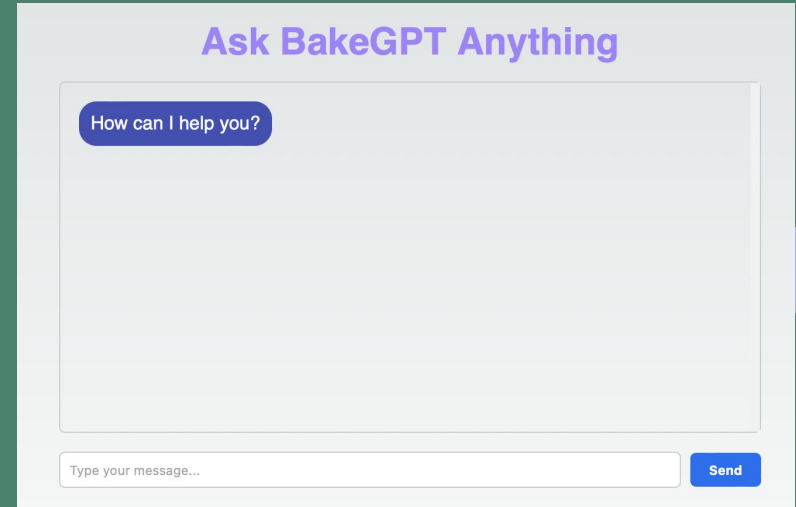 Ask BakeGPT Anything
How can I help you?
Type your message...
Send